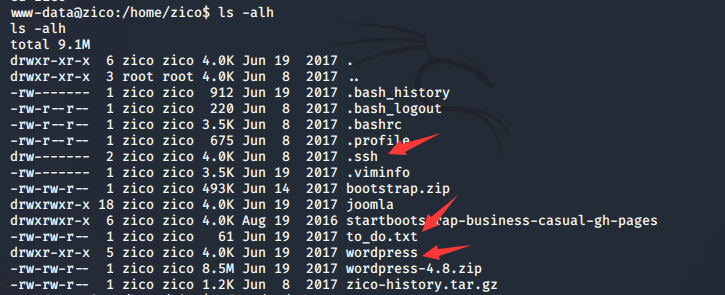 www-data@zico:/home/zico$ ls -alh
ls -alh
total 9.1M
drwxr-xr-x  6 zico zico 4.0K Jun 19  2017 .
drwxr-xr-x  3 root root 4.0K Jun  8  2017 ..
-rw-------  1 zico zico  912 Jun 19  2017 .bash_history
-rw-r--r--  1 zico zico  220 Jun  8  2017 .bash_logout
-rw-r--r--  1 zico zico 3.5K Jun  8  2017 .bashrc
-rw-r--r--  1 zico zico  675 Jun  8  2017 .profile
drw-------  2 zico zico 4.0K Jun  8  2017 .ssh
-rw-------  1 zico zico 3.5K Jun 19  2017 .viminfo
-rw-rw-r--  1 zico zico 493K Jun 14  2017 bootstrap.zip
drwxrwxr-x 18 zico zico 4.0K Jun 19  2017 joomla
drwxrwxr-x  6 zico zico 4.0K Aug 19  2016 startbootstrap-business-casual-gh-pages
-rw-rw-r--  1 zico zico   61 Jun 19  2017 to_do.txt
drwxr-xr-x  5 zico zico 4.0K Jun 19  2017 wordpress
-rw-rw-r--  1 zico zico 8.5M Jun 19  2017 wordpress-4.8.zip
-rw-rw-r--  1 zico zico 1.2K Jun  8  2017 zico-history.tar.gz